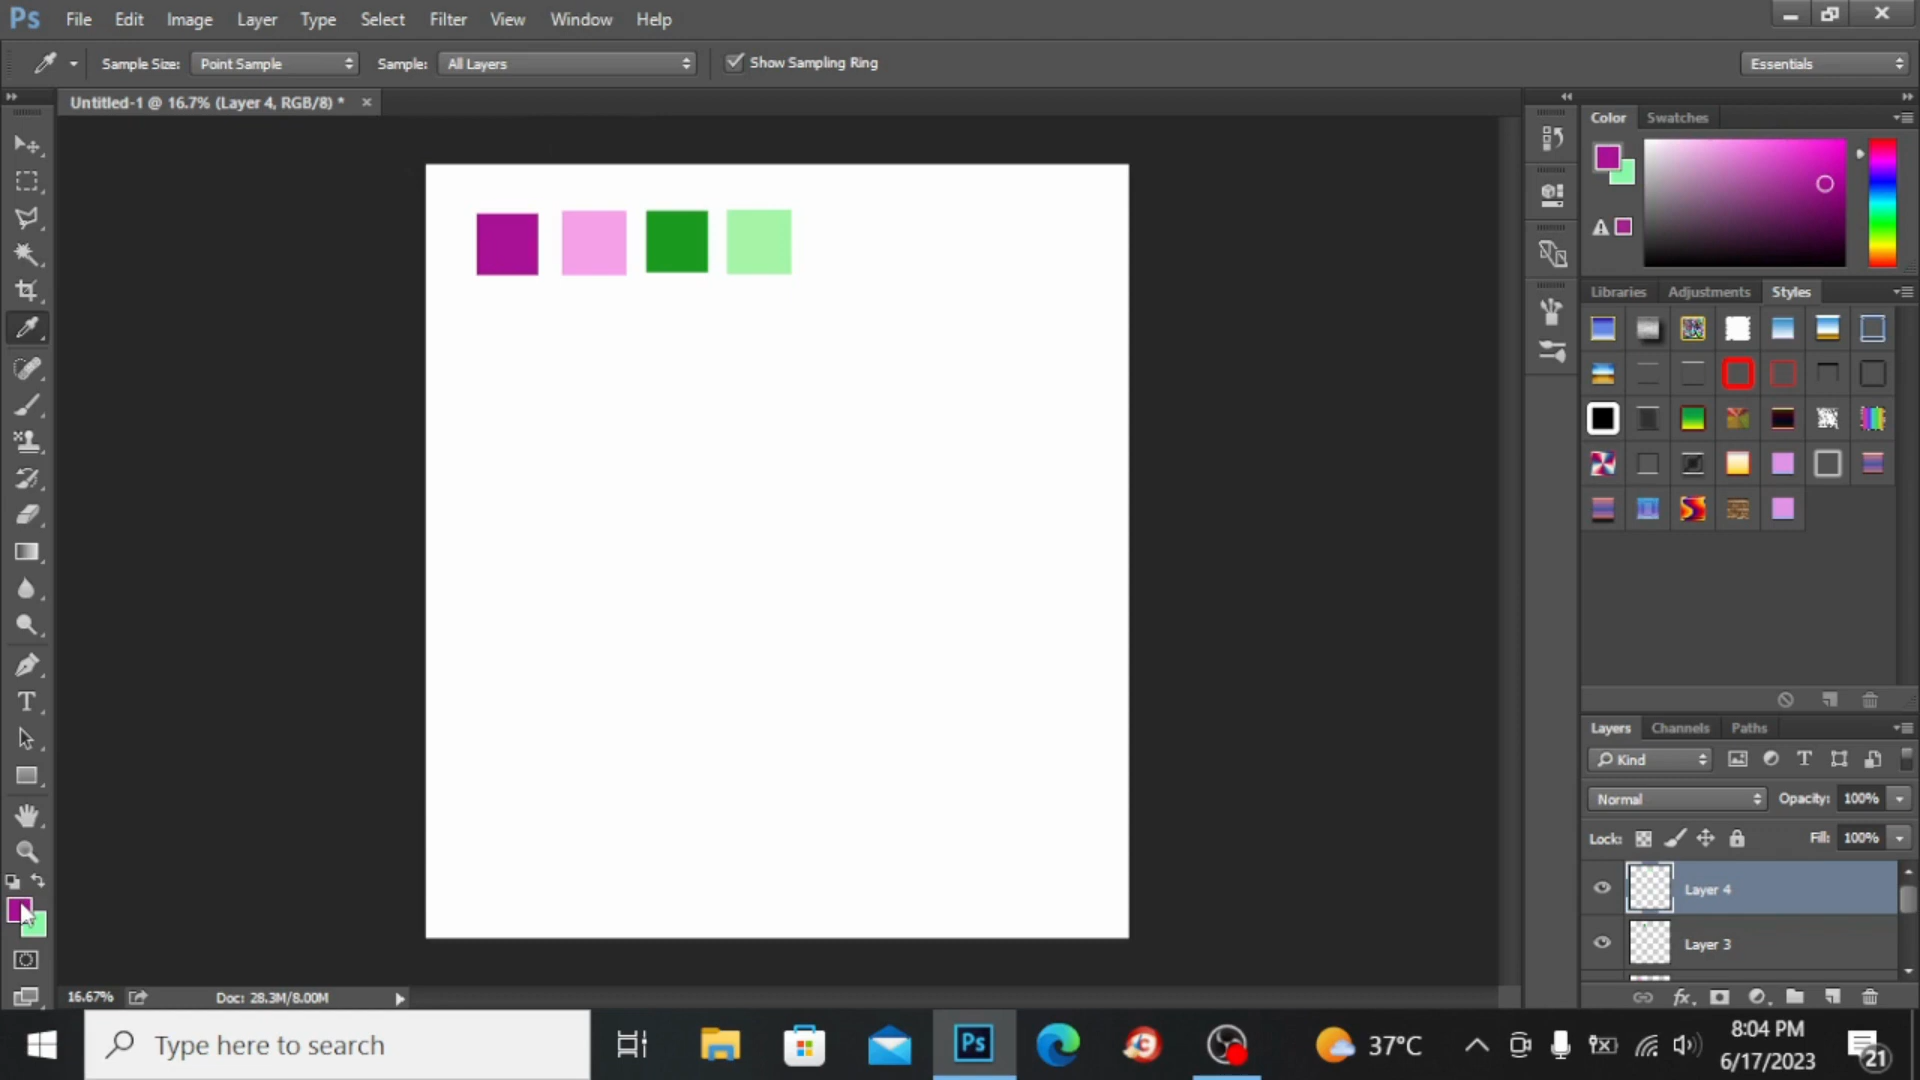 Ps File Edit Image Layer Type Select Filter View Window Help
Sample Size: Point Sample Sample: All Layers Show Sampling Ring Essentials
Untitled-1 @ 16.7% (Layer 4, RGB/8) * ×
Color Swatches
Libraries Adjustments Styles
Layers Channels Paths
Kind
Normal Opacity: 100%
Lock: Fill: 100%
Layer 4
Layer 3
16.67% Doc: 28.3M/8.00M
Type here to search
Ps
37°C
8:04 PM
6/17/2023
21